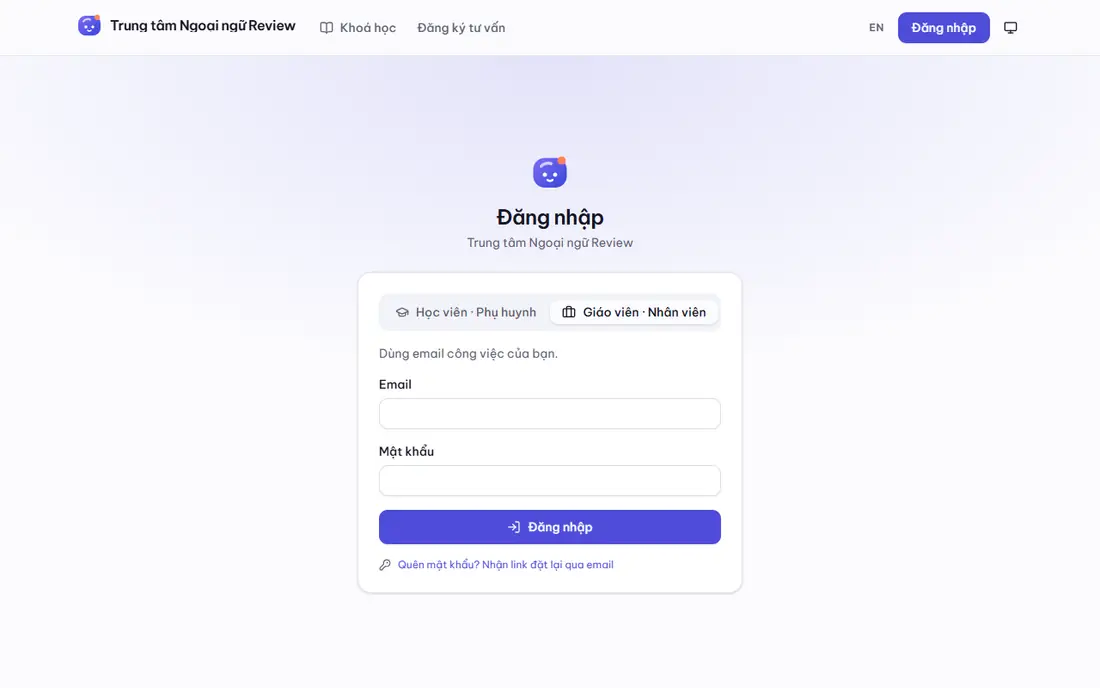 Trung tâm Ngoại ngữ Review
Khoá học
Đăng ký tư vấn
EN
Đăng nhập
Đăng nhập
Trung tâm Ngoại ngữ Review
Học viên · Phụ huynh
Giáo viên · Nhân viên
Dùng email công việc của bạn.
Email
Mật khẩu
Đăng nhập
Quên mật khẩu? Nhận link đặt lại qua email